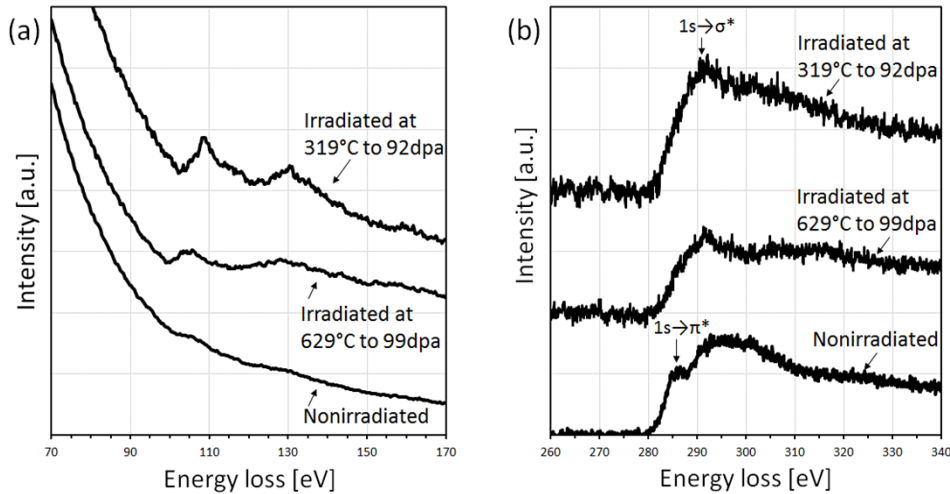 (a)
Intensity [a.u.]
Irradiated at
319°C to 92dpa
Irradiated at
629°C to 99dpa
Nonirradiated
70 90 110 130 150 170
Energy loss [eV]
(b)
Intensity [a.u.]
1s→σ*
Irradiated at
319°C to 92dpa
Irradiated at
629°C to 99dpa
1s→π*
Nonirradiated
260 270 280 290 300 310 320 330 340
Energy loss [eV]